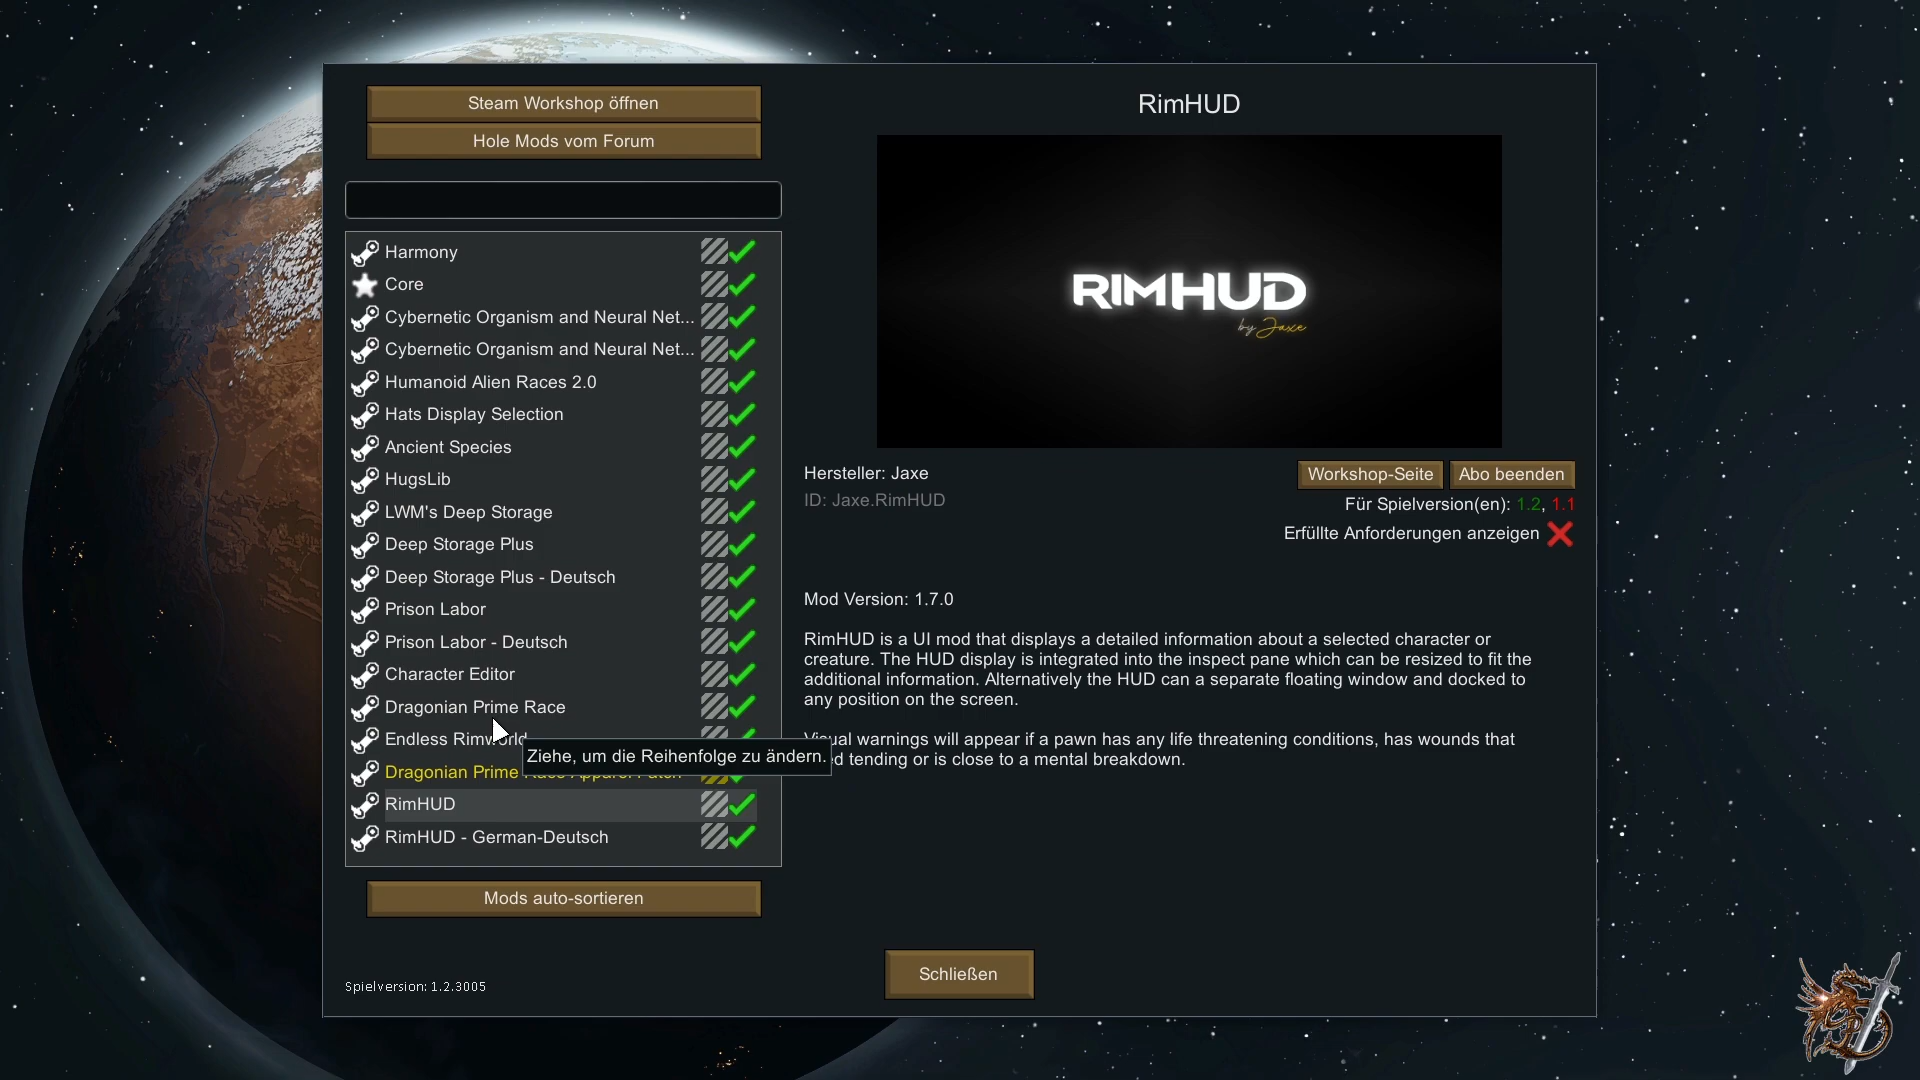 Steam Workshop öffnen
Hole Mods vom Forum
Harmony
Core
Cybernetic Organism and Neural Net...
Cybernetic Organism and Neural Net...
Humanoid Alien Races 2.0
Hats Display Selection
Ancient Species
HugsLib
LWM's Deep Storage
Deep Storage Plus
Deep Storage Plus - Deutsch
Prison Labor
Prison Labor - Deutsch
Character Editor
Dragonian Prime Race
Endless Rimworld
Ziehe, um die Reihenfolge zu ändern.
Dragonian Prime Race Apparel Patch
RimHUD
RimHUD - German-Deutsch
Mods auto-sortieren
Spielversion: 1.2.3005
RimHUD
RIMHUD
by Jaxe
Hersteller: Jaxe
ID: Jaxe.RimHUD
Workshop-Seite
Abo beenden
Für Spielversion(en): 1.2, 1.1
Erfüllte Anforderungen anzeigen
Mod Version: 1.7.0
RimHUD is a UI mod that displays a detailed information about a selected character or
creature. The HUD display is integrated into the inspect pane which can be resized to fit the
additional information. Alternatively the HUD can a separate floating window and docked to
any position on the screen.
Visual warnings will appear if a pawn has any life threatening conditions, has wounds that
tending or is close to a mental breakdown.
Schließen